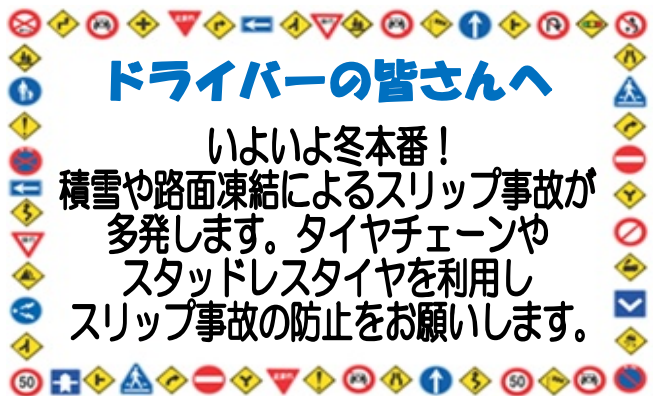 ドライバーの皆さんへ
いよいよ冬本番！
積雪や路面凍結によるスリップ事故が
多発します。タイヤチェーンや
スタッドレスタイヤを利用し
スリップ事故の防止をお願いします。
50
50